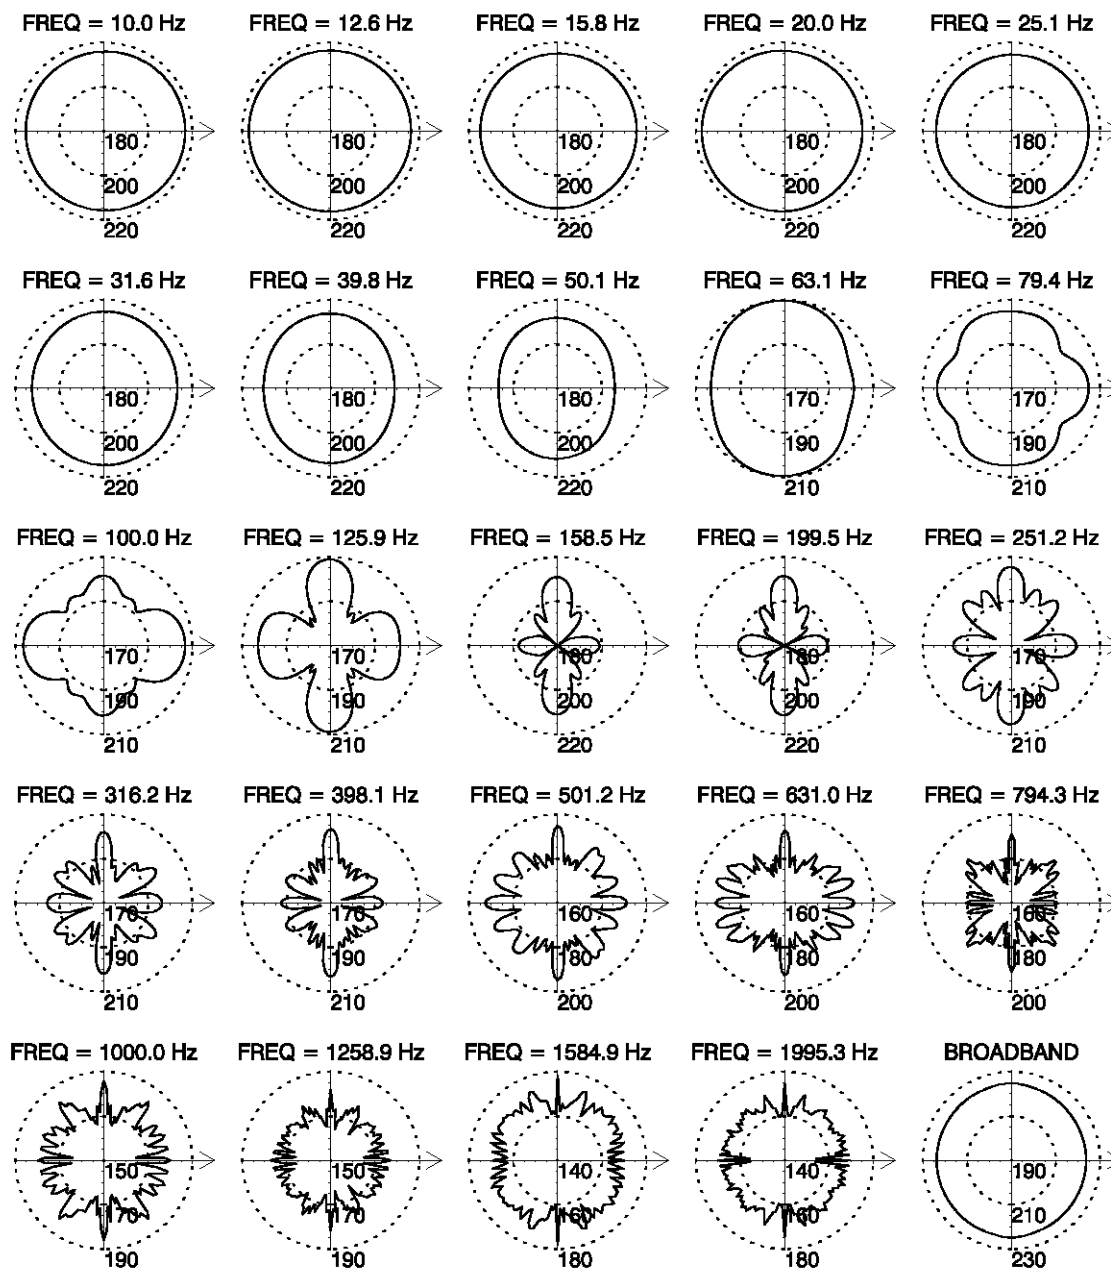 FREQ = 10.0 Hz FREQ = 12.6 Hz FREQ = 15.8 Hz FREQ = 20.0 Hz FREQ = 25.1 Hz
180 180 180 180 180
200 200 200 200 200
220 220 220 220 220
FREQ = 31.6 Hz FREQ = 39.8 Hz FREQ = 50.1 Hz FREQ = 63.1 Hz FREQ = 79.4 Hz
180 180 180 170 170
200 200 200 190 190
220 220 220 210 210
FREQ = 100.0 Hz FREQ = 125.9 Hz FREQ = 158.5 Hz FREQ = 199.5 Hz FREQ = 251.2 Hz
170 170 180 180 170
190 190 200 200 190
210 210 220 220 210
FREQ = 316.2 Hz FREQ = 398.1 Hz FREQ = 501.2 Hz FREQ = 631.0 Hz FREQ = 794.3 Hz
170 170 160 160 160
190 190 180 180 180
210 210 200 200 200
FREQ = 1000.0 Hz FREQ = 1258.9 Hz FREQ = 1584.9 Hz FREQ = 1995.3 Hz BROADBAND
150 150 140 140 190
170 170 160 160 210
190 190 180 180 230